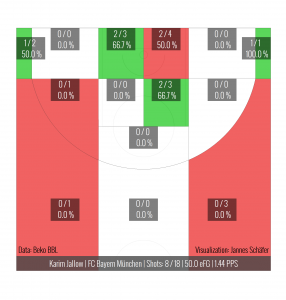 0 / 0 2 / 3 2 / 4 0 / 0
0.0 % 66.7 % 50.0 % 0.0 %
1 / 2 1 / 1
50.0 % 100.0 %
0 / 1 0 / 0 2 / 3 0 / 0
0.0 % 0.0 % 66.7 % 0.0 %
0 / 0
0.0 %
0 / 1 0 / 0 0 / 3
0.0 % 0.0 % 0.0 %
Data: Beko BBL Visualization: Jannes Schäfer
Karim Jallow | FC Bayern München | Shots: 8 / 18 | 50.0 eFG | 1.44 PPS